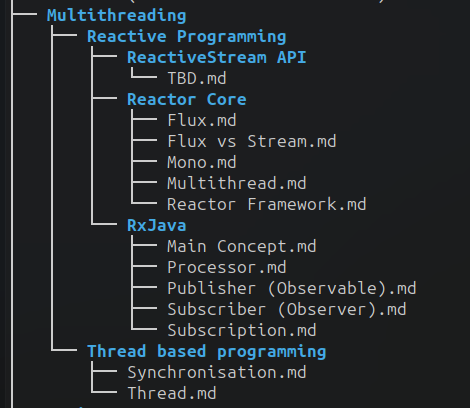 Multithreading
Reactive Programming
ReactiveStream API
TBD.md
Reactor Core
Flux.md
Flux vs Stream.md
Mono.md
Multithread.md
Reactor Framework.md
RxJava
Main Concept.md
Processor.md
Publisher (Observable).md
Subscriber (Observer).md
Subscription.md
Thread based programming
Synchronisation.md
Thread.md